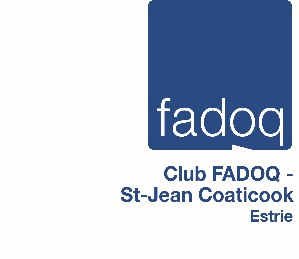 fadoq
Club FADOQ -
St-Jean Coaticook
Estrie